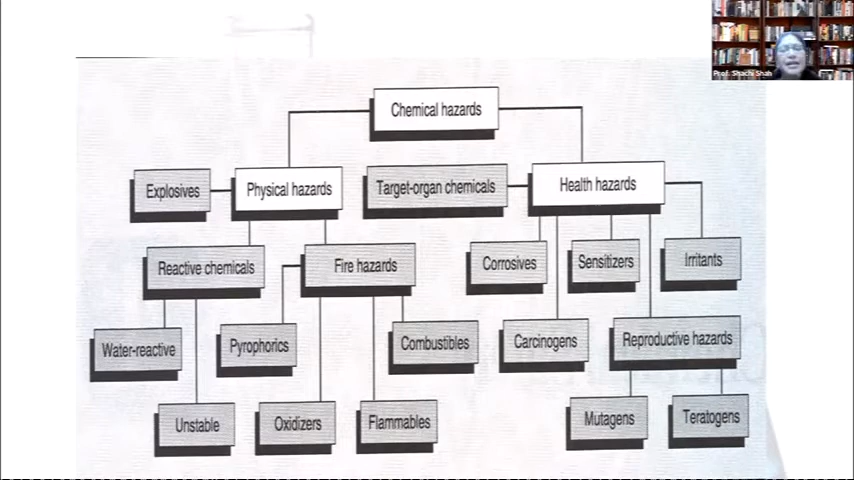 Prof. Shachi Shah
Chemical hazards
Explosives
Physical hazards
Target-organ chemicals
Health hazards
Reactive chemicals
Fire hazards
Corrosives
Sensitizers
Irritants
Water-reactive
Pyrophorics
Combustibles
Carcinogens
Reproductive hazards
Unstable
Oxidizers
Flammables
Mutagens
Teratogens